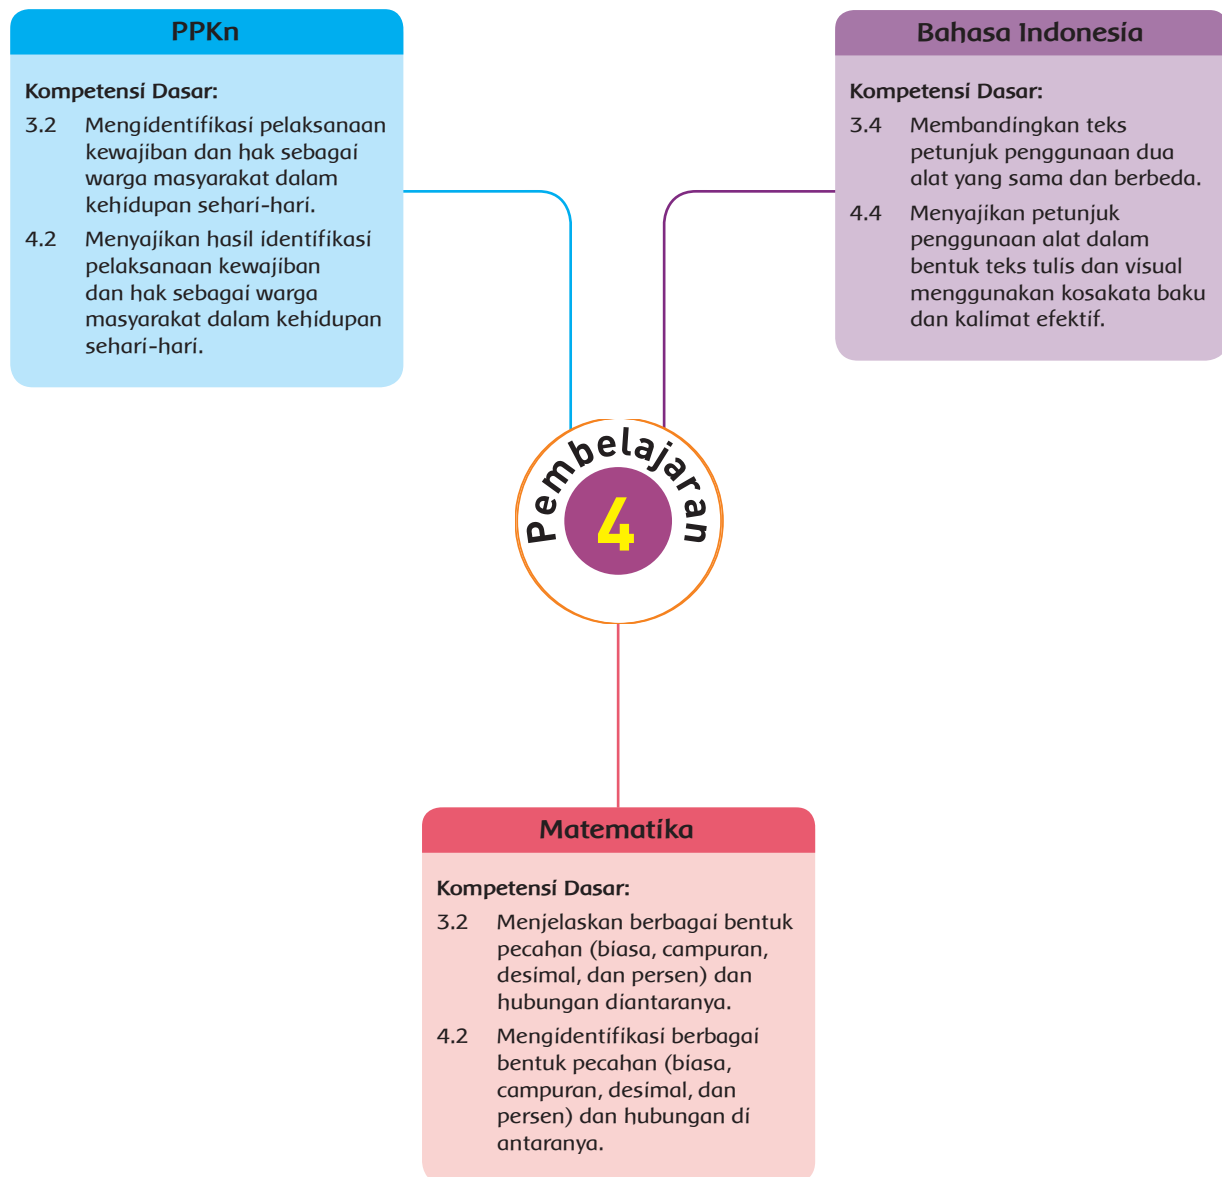 PPKn
Kompetensi Dasar:
3.2 Mengidentifikasi pelaksanaan
kewajiban dan hak sebagai
warga masyarakat dalam
kehidupan sehari-hari.
4.2 Menyajikan hasil identifikasi
pelaksanaan kewajiban
dan hak sebagai warga
masyarakat dalam kehidupan
sehari-hari.
Bahasa Indonesia
Kompetensi Dasar:
3.4 Membandingkan teks
petunjuk penggunaan dua
alat yang sama dan berbeda.
4.4 Menyajikan petunjuk
penggunaan alat dalam
bentuk teks tulis dan visual
menggunakan kosakata baku
dan kalimat efektif.
Pembelajaran
4
Matematika
Kompetensi Dasar:
3.2 Menjelaskan berbagai bentuk
pecahan (biasa, campuran,
desimal, dan persen) dan
hubungan diantaranya.
4.2 Mengidentifikasi berbagai
bentuk pecahan (biasa,
campuran, desimal, dan
persen) dan hubungan di
antaranya.